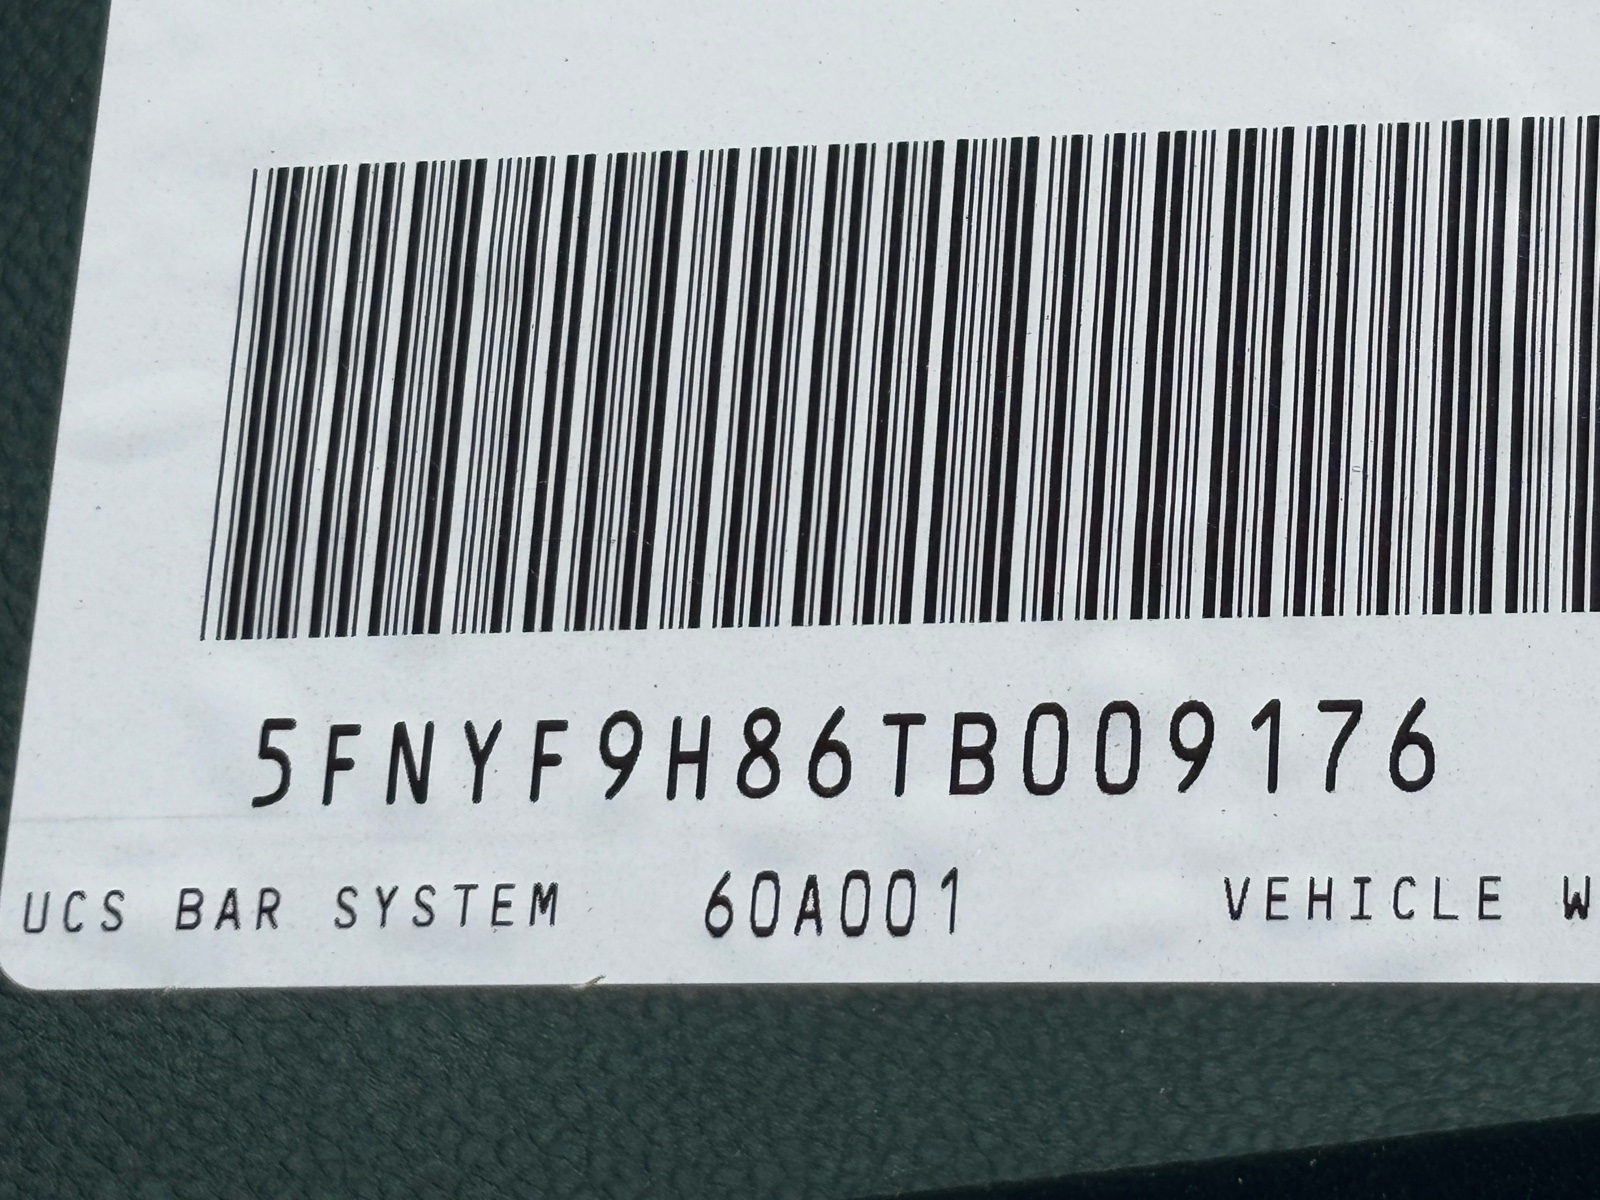 5FNYF9H86TB009176
UCS BAR SYSTEM 60A001 VEHICLE W